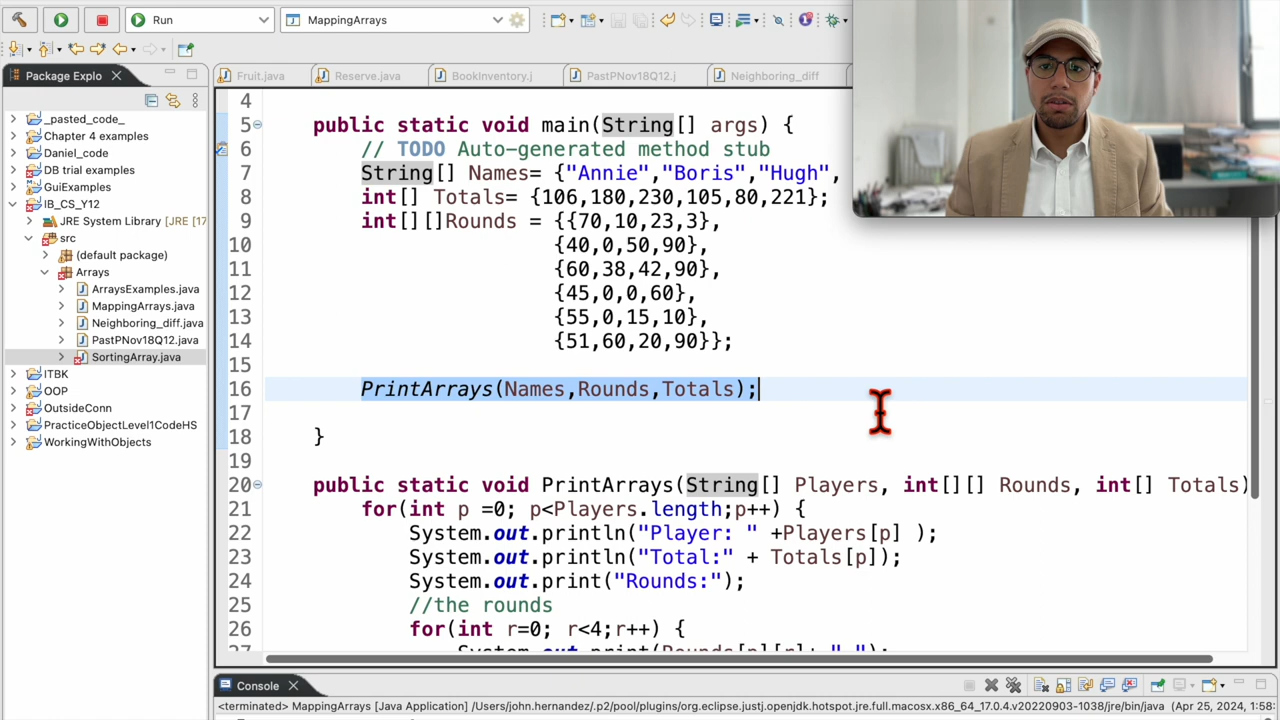 Run
MappingArrays
Package Explo
Fruit.java
Reserve.java
BookInventory.j
PastPNov18Q12.j
Neighboring_diff
_pasted_code_
Chapter 4 examples
Daniel_code
DB trial examples
GuiExamples
IB_CS_Y12
JRE System Library [JRE [17
src
(default package)
Arrays
ArraysExamples.java
MappingArrays.java
Neighboring_diff.java
PastPNov18Q12.java
SortingArray.java
ITBK
OOP
OutsideConn
PracticeObjectLevel1CodeHS
WorkingWithObjects
4
5 public static void main(String[] args) {
6 // TODO Auto-generated method stub
7 String[] Names= {"Annie","Boris","Hugh",
8 int[] Totals= {106,180,230,105,80,221};
9 int[][]Rounds = {{70,10,23,3},
10 {40,0,50,90},
11 {60,38,42,90},
12 {45,0,0,60},
13 {55,0,15,10},
14 {51,60,20,90}};
15
16 PrintArrays(Names,Rounds,Totals);
17
18 }
19
20 public static void PrintArrays(String[] Players, int[][] Rounds, int[] Totals)
21 for(int p =0; p<Players.length;p++) {
22 System.out.println("Player: " +Players[p] );
23 System.out.println("Total:" + Totals[p]);
24 System.out.print("Rounds:");
25 //the rounds
26 for(int r=0; r<4;r++) {
27 System.out.print(Rounds[p][r]+ " ");
Console
<terminated> MappingArrays [Java Application] /Users/john.hernandez/.p2/pool/plugins/org.eclipse.justj.openjdk.hotspot.jre.full.macosx.x86_64_17.0.4.v20220903-1038/jre/bin/java (Apr 25, 2024, 1:58: